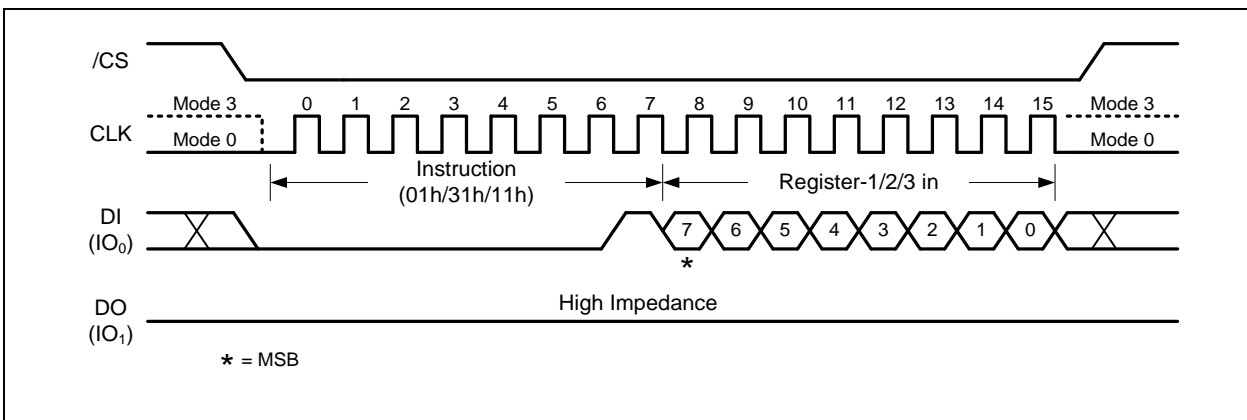 /CS
Mode 3 0 1 2 3 4 5 6 7 8 9 10 11 12 13 14 15 Mode 3
CLK Mode 0 Mode 0
Instruction
(01h/31h/11h)
Register-1/2/3 in
DI
(IO₀)
7 6 5 4 3 2 1 0
*
High Impedance
DO
(IO₁)
* = MSB